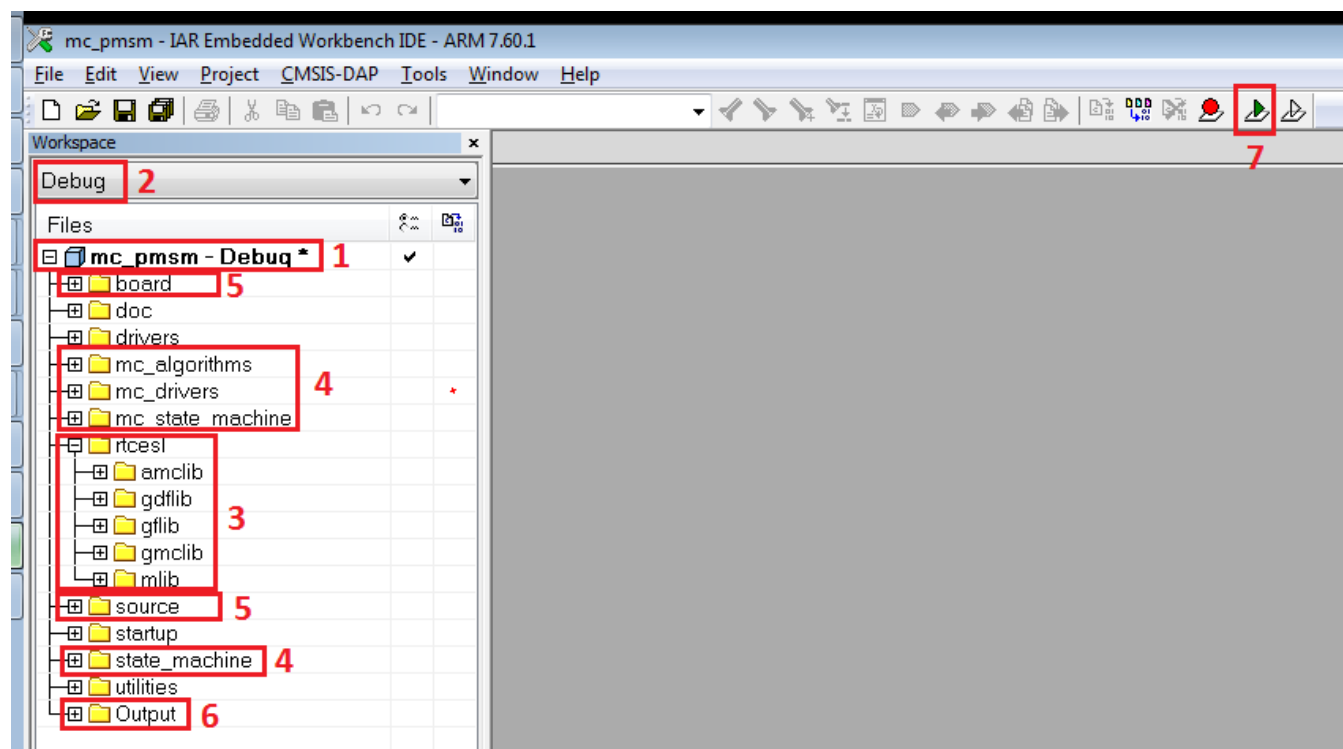 mc_pmsm - IAR Embedded Workbench IDE - ARM 7.60.1
File Edit View Project CMSIS-DAP Tools Window Help
Workspace x
7
Debug 2
Files
mc_pmsm - Debug * 1
board 5
doc
drivers
mc_algorithms
mc_drivers 4
mc_state_machine
rtcesl
amclib
gdflib
gflib 3
gmclib
mlib
source 5
startup
state_machine 4
utilities
Output 6